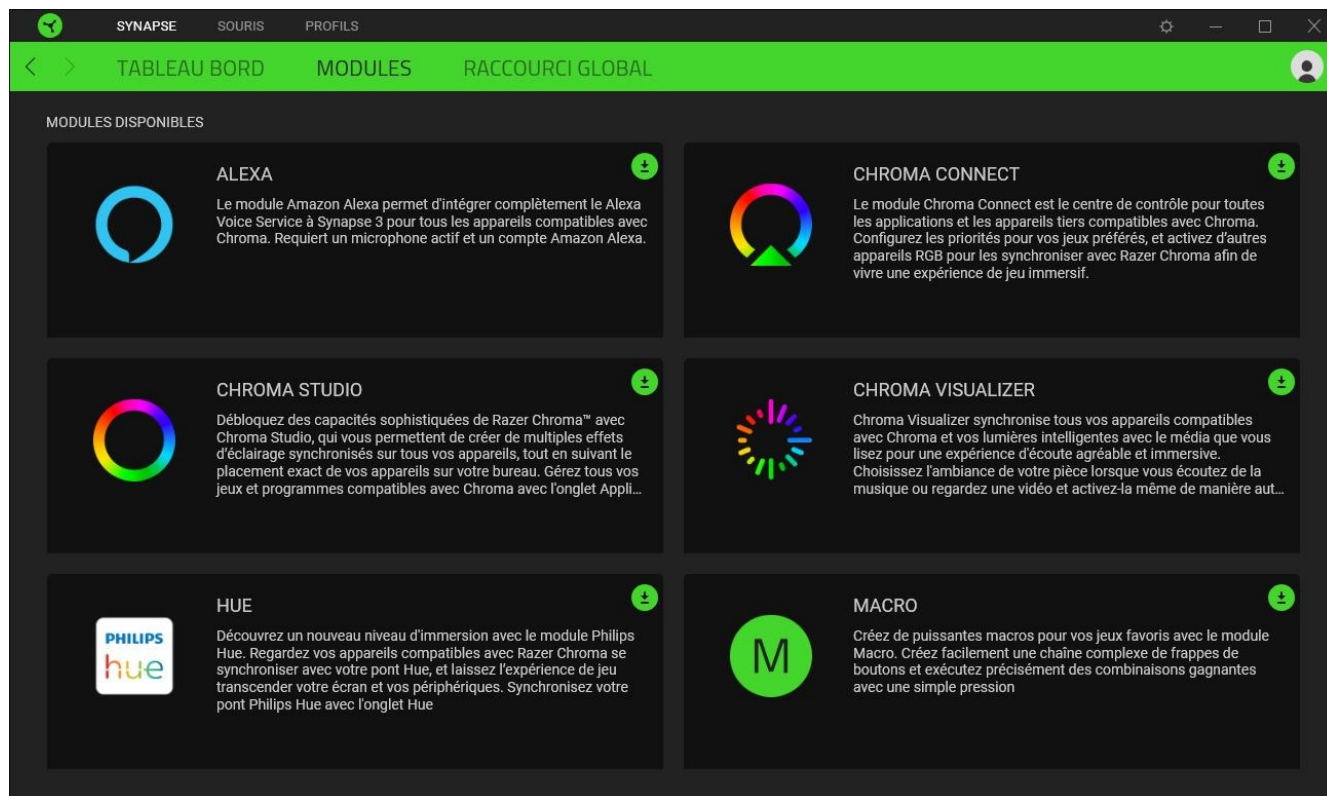 SYNAPSE SOURIS PROFILS
TABLEAU BORD MODULES RACCOURCI GLOBAL
MODULES DISPONIBLES
ALEXA
Le module Amazon Alexa permet d'intégrer complètement le Alexa
Voice Service à Synapse 3 pour tous les appareils compatibles avec
Chroma. Requiert un microphone actif et un compte Amazon Alexa.
CHROMA CONNECT
Le module Chroma Connect est le centre de contrôle pour toutes
les applications et les appareils tiers compatibles avec Chroma.
Configurez les priorités pour vos jeux préférés, et activez d'autres
appareils RGB pour les synchroniser avec Razer Chroma afin de
vivre une expérience de jeu immersif.
CHROMA STUDIO
Débloquez des capacités sophistiquées de Razer Chroma™ avec
Chroma Studio, qui vous permettent de créer de multiples effets
d'éclairage synchronisés sur tous vos appareils, tout en suivant le
placement exact de vos appareils sur votre bureau. Gérez tous vos
jeux et programmes compatibles avec Chroma avec l'onglet Appli...
CHROMA VISUALIZER
Chroma Visualizer synchronise tous vos appareils compatibles
avec Chroma et vos lumières intelligentes avec le média que vous
lisez pour une expérience d'écoute agréable et immersive.
Choisissez l'ambiance de votre pièce lorsque vous écoutez de la
musique ou regardez une vidéo et activez-la même de manière aut...
PHILIPS
hue
HUE
Découvrez un nouveau niveau d'immersion avec le module Philips
Hue. Regardez vos appareils compatibles avec Razer Chroma se
synchroniser avec votre pont Hue, et laissez l'expérience de jeu
transcender votre écran et vos périphériques. Synchronisez votre
pont Philips Hue avec l'onglet Hue
M
MACRO
Créez de puissantes macros pour vos jeux favoris avec le module
Macro. Créez facilement une chaîne complexe de frappes de
boutons et exécutez précisément des combinaisons gagnantes
avec une simple pression